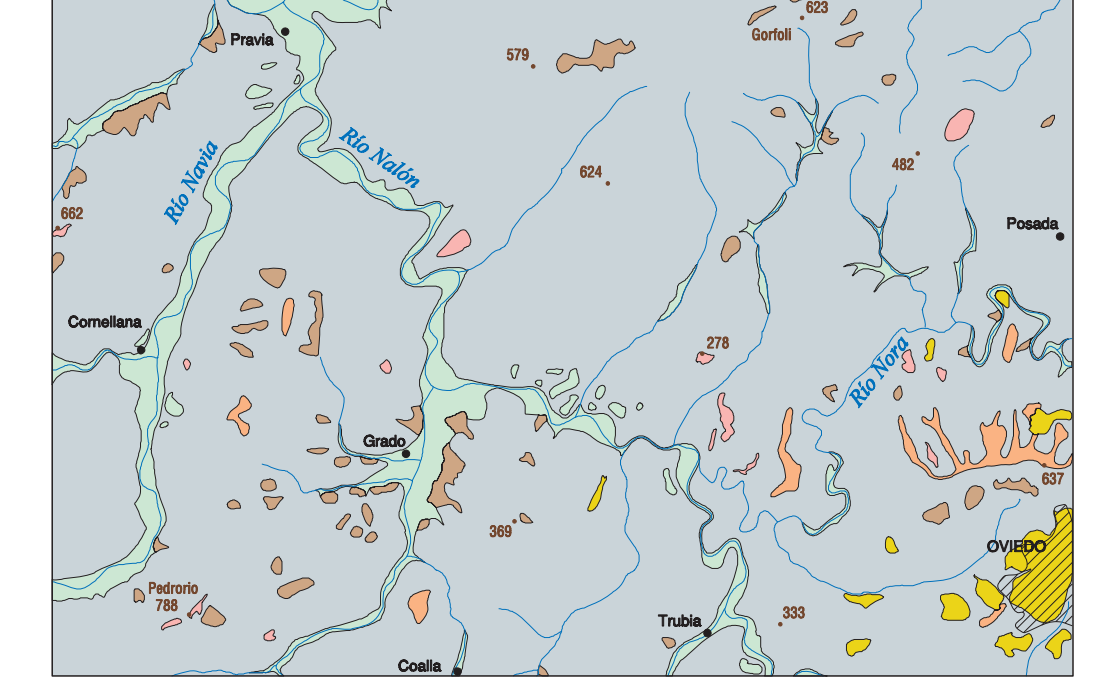 623
Gorfoli
Pravia
579
Río Navia
Río Nalón
624
482
662
Posada
Cornellana
278
Río Nora
Grado
637
369
OVIEDO
Pedrorio
788
333
Trubia
Coalla